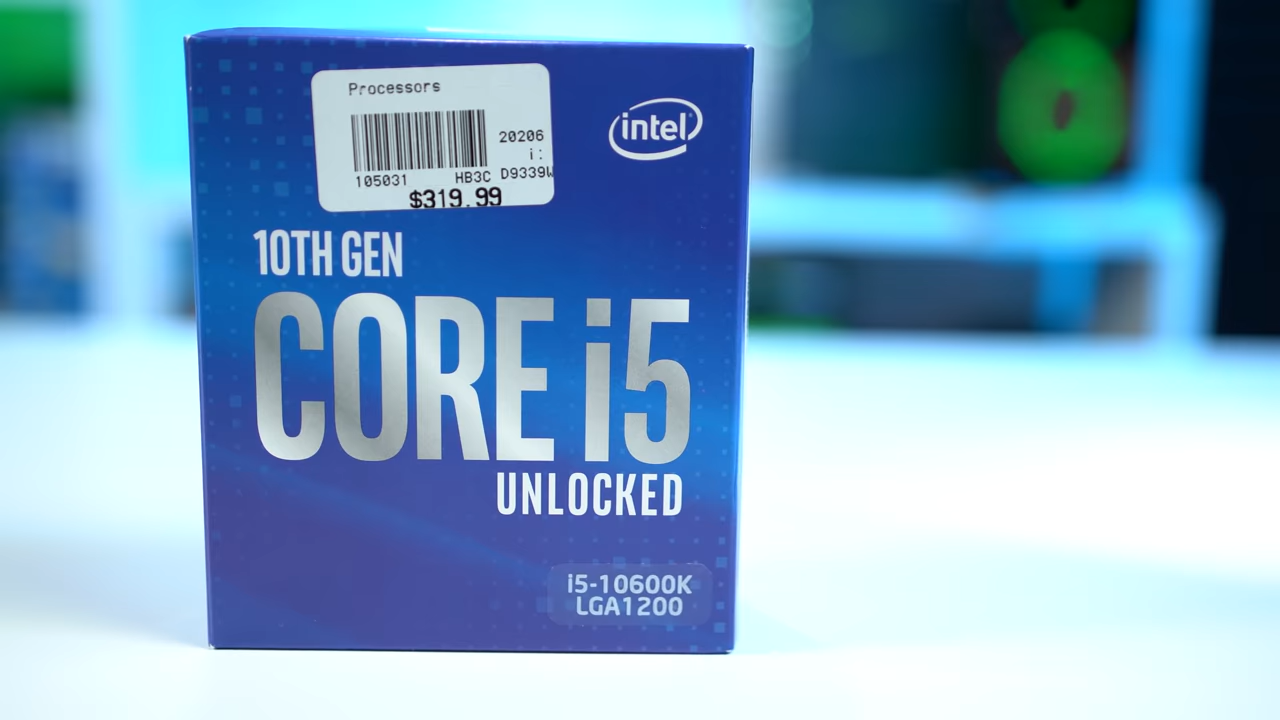 Processors
20206
i:
105031 HB3C D9339W
$319.99
intel
10TH GEN
CORE i5
UNLOCKED
i5-10600K
LGA1200